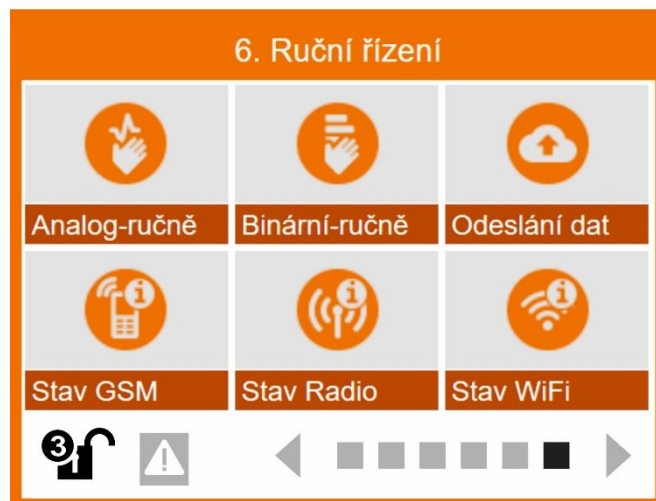 6. Ruční řízení
Analog-ručně
Binární-ručně
Odeslání dat
Stav GSM
Stav Radio
Stav WiFi
3